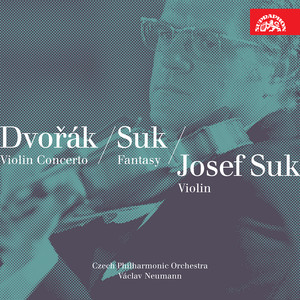 SUPRAPHON
Dvořák / Suk /
Violin Concerto / Fantasy
Josef Suk
Violin
Czech Philharmonic Orchestra
Václav Neumann